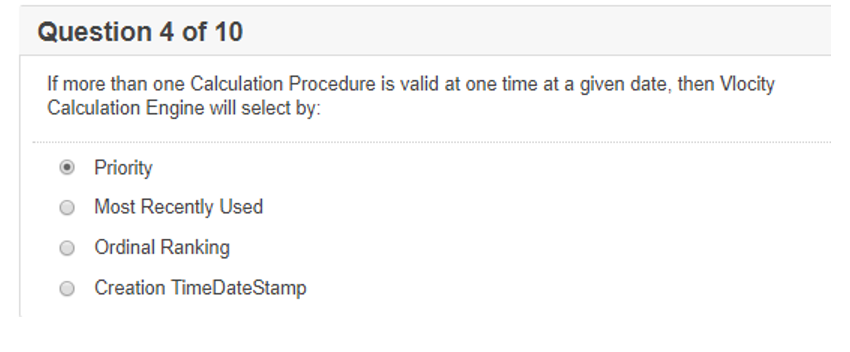 Question 4 of 10
If more than one Calculation Procedure is valid at one time at a given date, then Vlocity
Calculation Engine will select by:
Priority
Most Recently Used
Ordinal Ranking
Creation TimeDateStamp